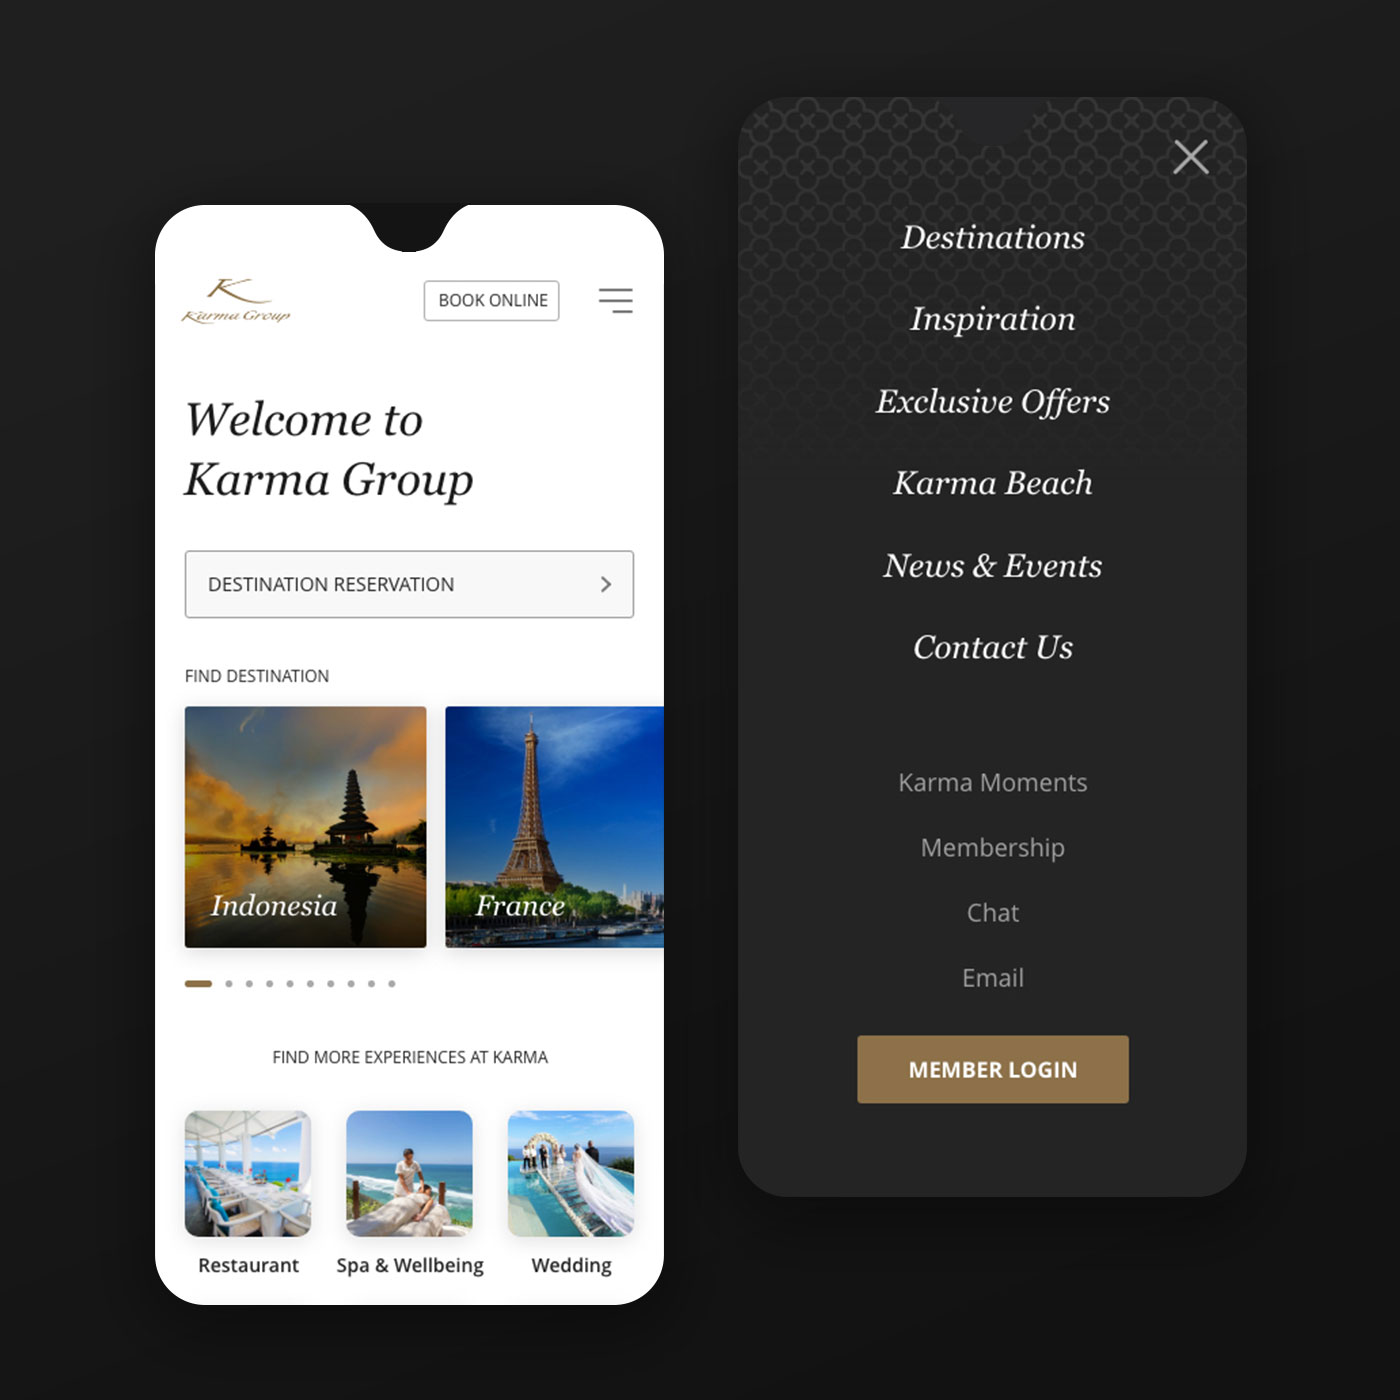 Karma Group
BOOK ONLINE
Welcome to
Karma Group
DESTINATION RESERVATION
FIND DESTINATION
Indonesia
France
FIND MORE EXPERIENCES AT KARMA
Restaurant
Spa & Wellbeing
Wedding
Destinations
Inspiration
Exclusive Offers
Karma Beach
News & Events
Contact Us
Karma Moments
Membership
Chat
Email
MEMBER LOGIN